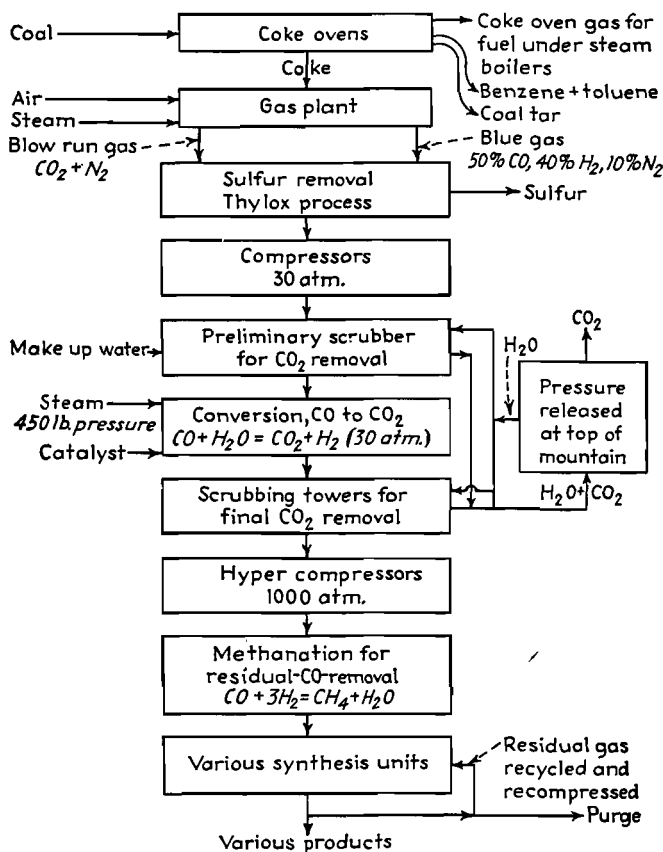 Coal
Coke ovens
Coke oven gas for
fuel under steam
boilers
Benzene + toluene
Coal tar
Coke
Air
Steam
Gas plant
Blow run gas
CO₂ + N₂
Blue gas
50% CO, 40% H₂, 10% N₂
Sulfur removal
Thylox process
Sulfur
Compressors
30 atm.
Make up water
Preliminary scrubber
for CO₂ removal
CO₂
H₂O
Pressure
released
at top of
mountain
H₂O + CO₂
Steam
450 lb. pressure
Catalyst
Conversion, CO to CO₂
CO + H₂O = CO₂ + H₂ (30 atm.)
Scrubbing towers for
final CO₂ removal
Hyper compressors
1000 atm.
Methanation for
residual-CO-removal
CO + 3H₂ = CH₄ + H₂O
Various synthesis units
Residual gas
recycled and
recompressed
Purge
Various products